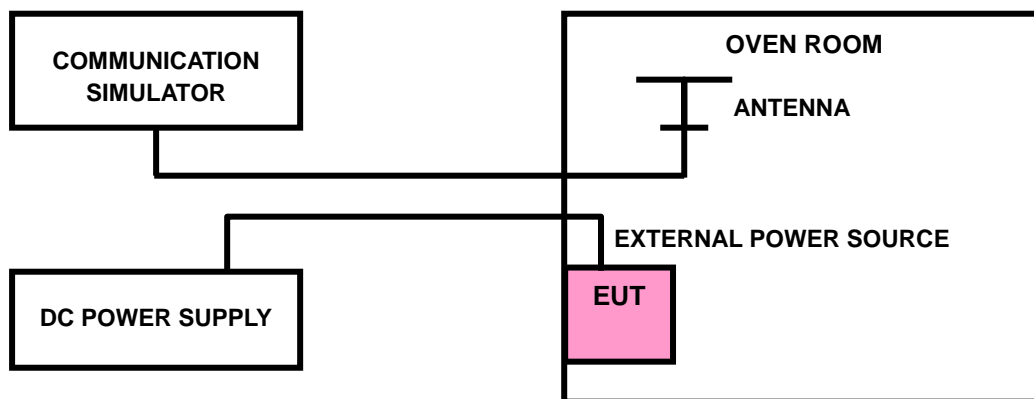 COMMUNICATION
SIMULATOR
OVEN ROOM
ANTENNA
EXTERNAL POWER SOURCE
EUT
DC POWER SUPPLY